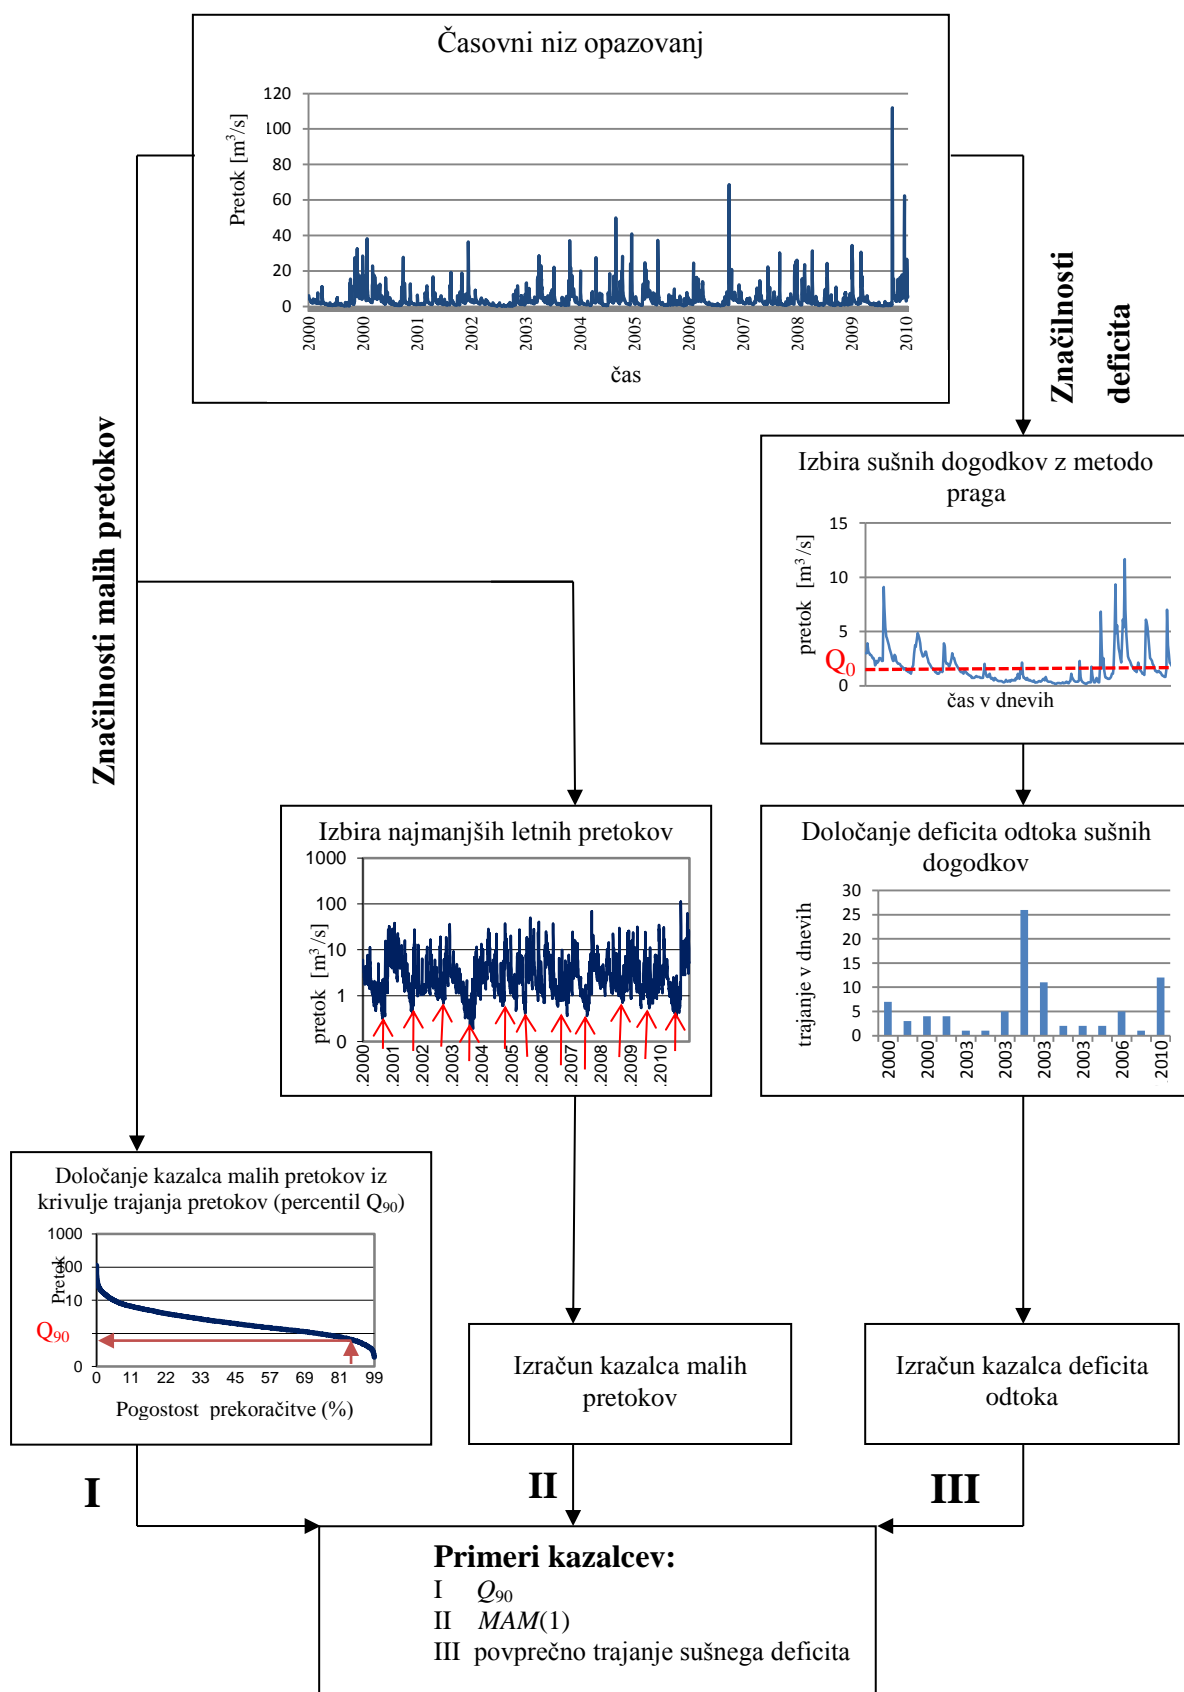 Časovni niz opazovanj
Pretok [m³/s]
120
100
80
60
40
20
0
2000
2000
2001
2002
2003
2004
2005
2006
2007
2008
2009
2010
čas
Značilnosti malih pretokov
Značilnosti
deficita
Izbira sušnih dogodkov z metodo
praga
pretok [m³/s]
15
10
5
0
Q₀
čas v dnevih
Izbira najmanjših letnih pretokov
pretok [m³/s]
1000
100
10
1
0
.2000
.2001
.2002
.2003
.2004
.2005
.2006
.2007
.2008
.2009
.2010
Določanje deficita odtoka sušnih
dogodkov
trajanje v dnevih
30
25
20
15
10
5
0
2000
2000
2003
2003
2003
2003
2006
.2010
Določanje kazalca malih pretokov iz
krivulje trajanja pretokov (percentil Q₉₀)
Pretok
1000
100
10
Q₉₀
0
0 11 22 33 45 57 69 81 99
Pogostost prekoračitve (%)
Izračun kazalca malih
pretokov
Izračun kazalca deficita
odtoka
I
II
III
Primeri kazalcev:
I Q₉₀
II MAM(1)
III povprečno trajanje sušnega deficita